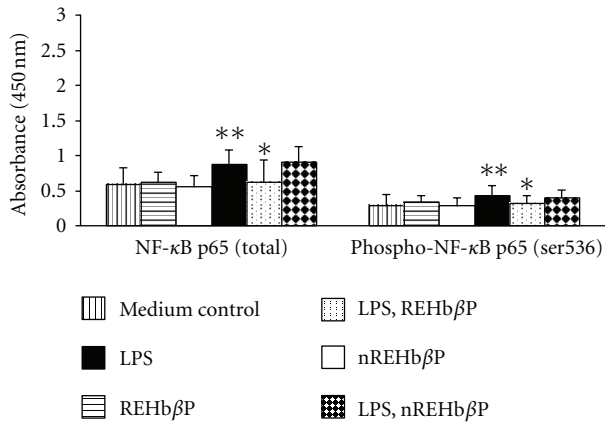 3
2.5
2
1.5
1
0.5
0
Absorbance (450 nm)
** * ** *
NF-κB p65 (total) Phospho-NF-κB p65 (ser536)
Medium control LPS, REHbβP
LPS nREHbβP
REHbβP LPS, nREHbβP